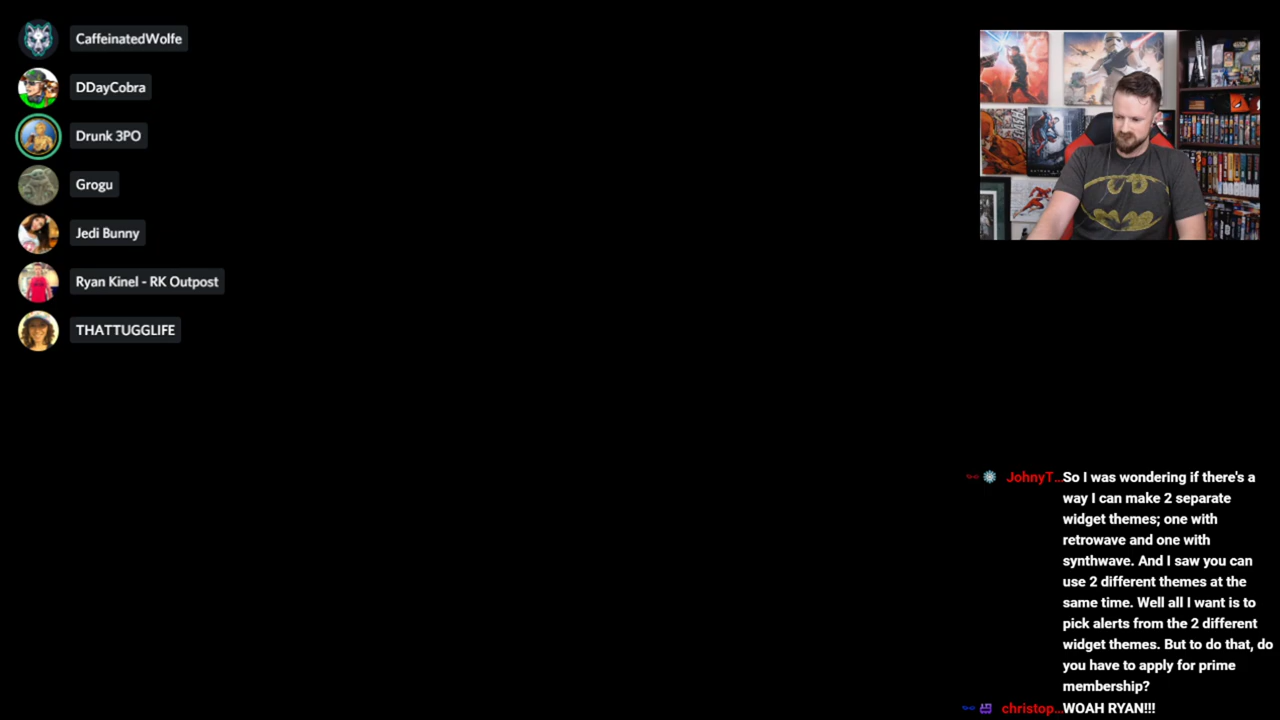 CaffeinatedWolfe
DDayCobra
Drunk 3PO
Grogu
Jedi Bunny
Ryan Kinel - RK Outpost
THATTUGGLIFE
JohnyT...So I was wondering if there's a
way I can make 2 separate
widget themes; one with
retrowave and one with
synthwave. And I saw you can
use 2 different themes at the
same time. Well all I want is to
pick alerts from the 2 different
widget themes. But to do that, do
you have to apply for prime
membership?
christop...WOAH RYAN!!!